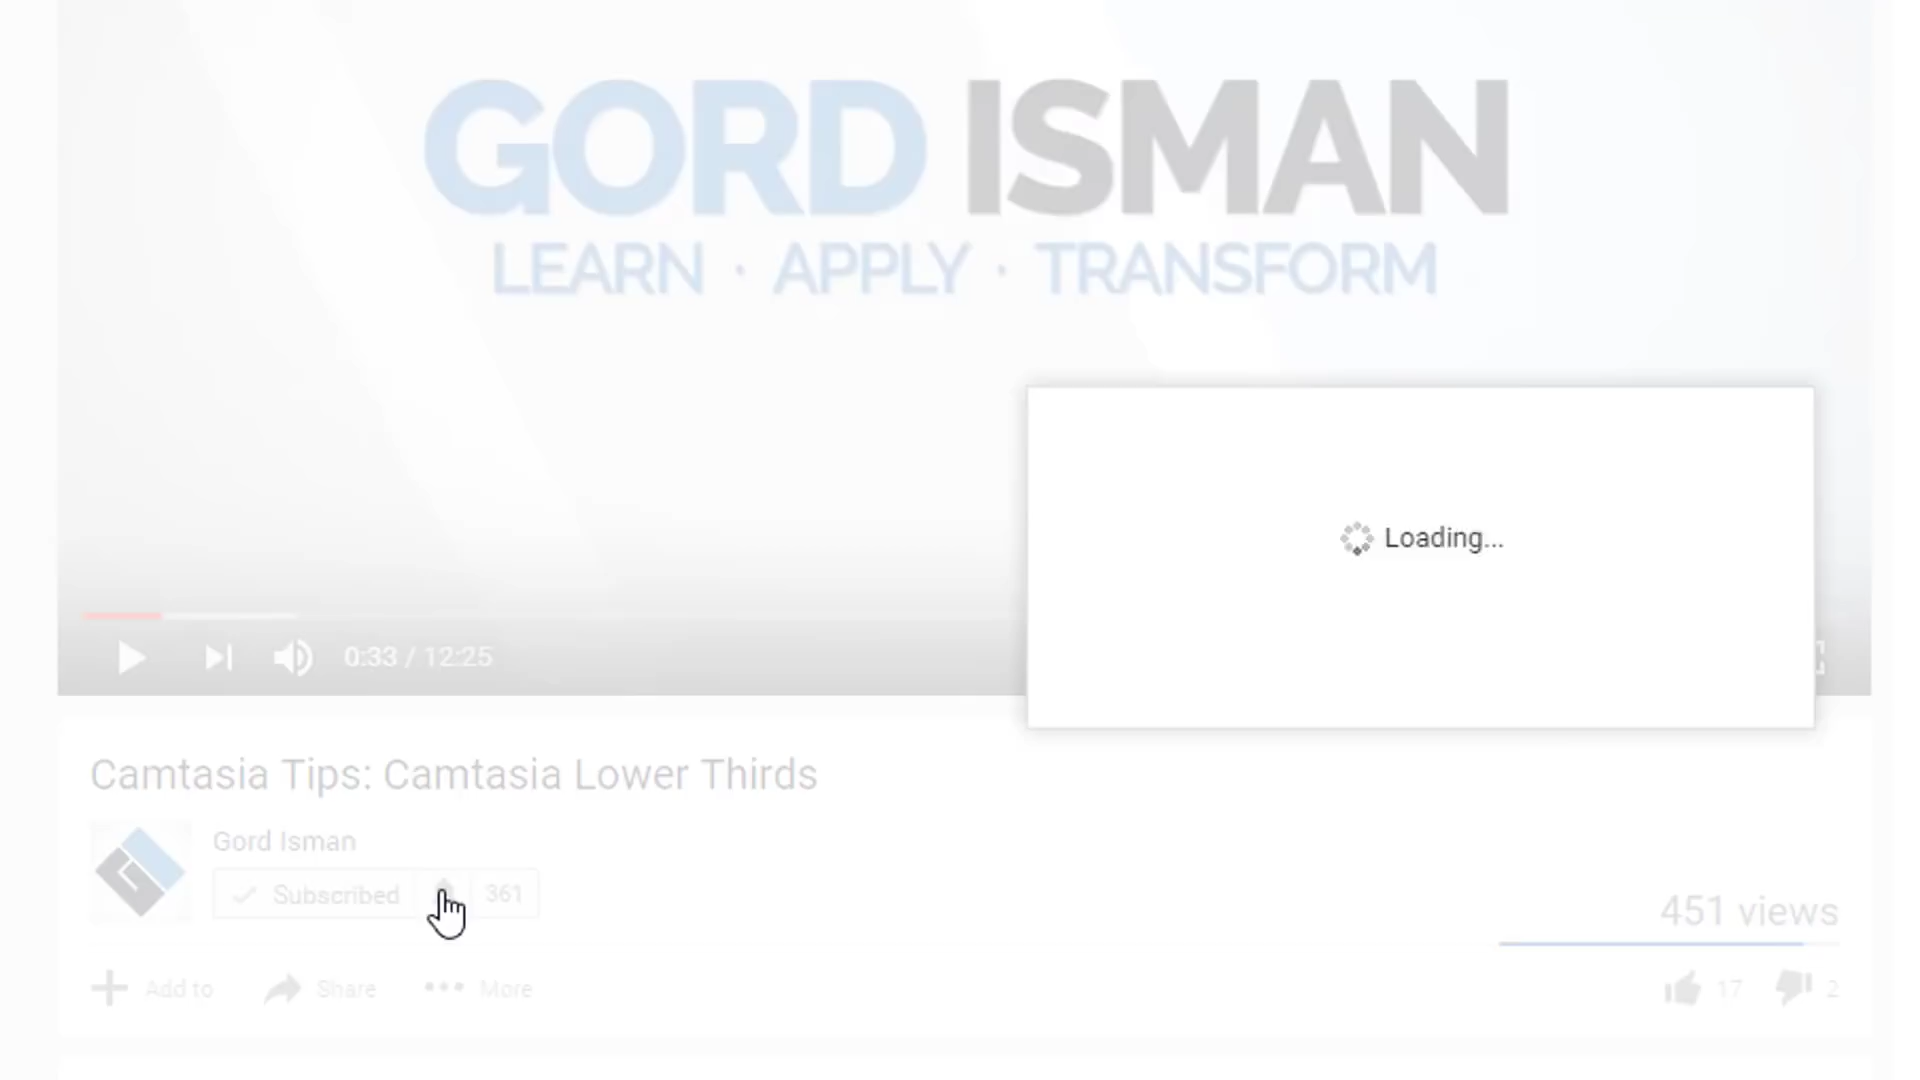 GORD ISMAN
LEARN · APPLY · TRANSFORM
Loading...
0:33 / 12:25
Camtasia Tips: Camtasia Lower Thirds
Gord Isman
Subscribed 361
451 views
Add to Share More
17 2